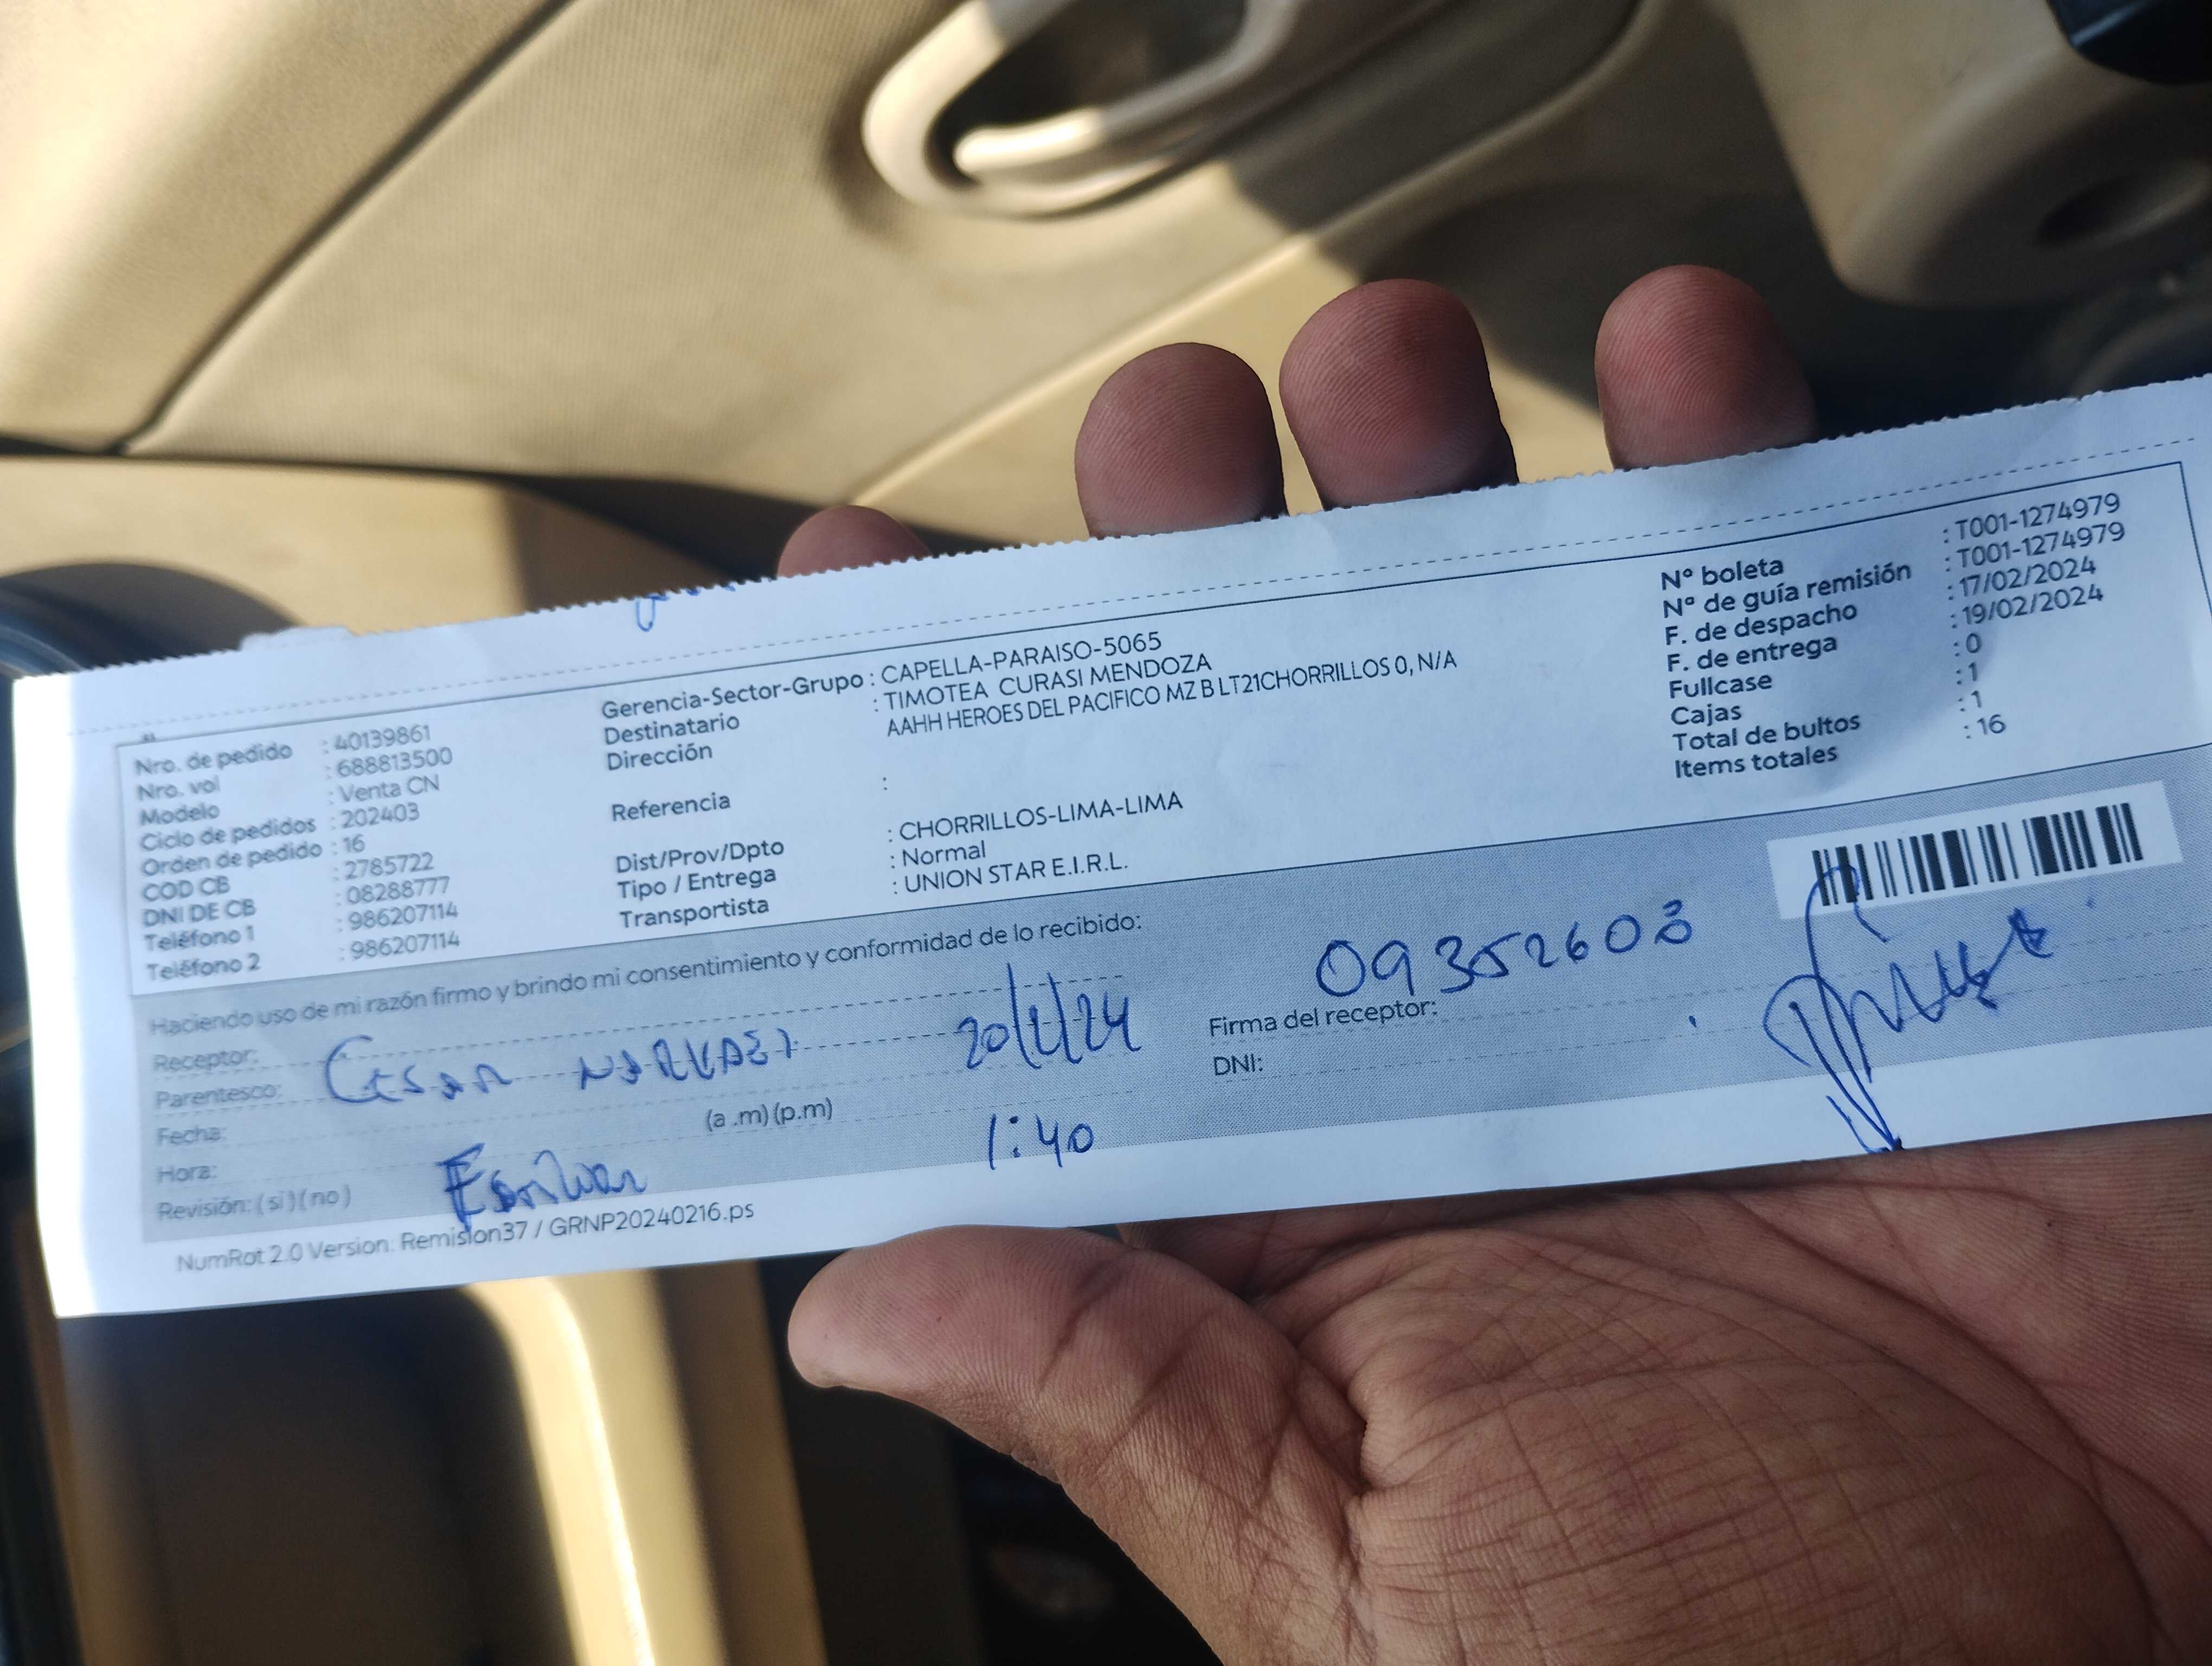 Nro. de pedido : 40139861
Nro. vol : 688813500
Modelo : Venta CN
Ciclo de pedidos : 202403
Orden de pedido : 16
COD CB : 2785722
DNI DE CB : 08288777
Teléfono 1 : 986207114
Teléfono 2 : 986207114
Gerencia-Sector-Grupo : CAPELLA-PARAISO-5065
Destinatario : TIMOTEA CURASI MENDOZA
Dirección AAHH HEROES DEL PACIFICO MZ B LT21CHORRILLOS 0, N/A
Referencia :
Dist/Prov/Dpto : CHORRILLOS-LIMA-LIMA
Tipo / Entrega : Normal
Transportista : UNION STAR E.I.R.L.
Nº boleta : T001-1274979
Nº de guía remisión : T001-1274979
F. de despacho : 17/02/2024
F. de entrega : 19/02/2024
Fullcase : 0
Cajas : 1
Total de bultos : 1
Items totales : 16
Haciendo uso de mi razón firmo y brindo mi consentimiento y conformidad de lo recibido:
Receptor:
Parentesco: Cesar
Fecha:
(a .m) (p.m)
Hora:
Revisión: ( si ) ( no )
1:40
Firma del receptor:
DNI:
NumRot 2.0 Version: Remision37 / GRNP20240216.ps